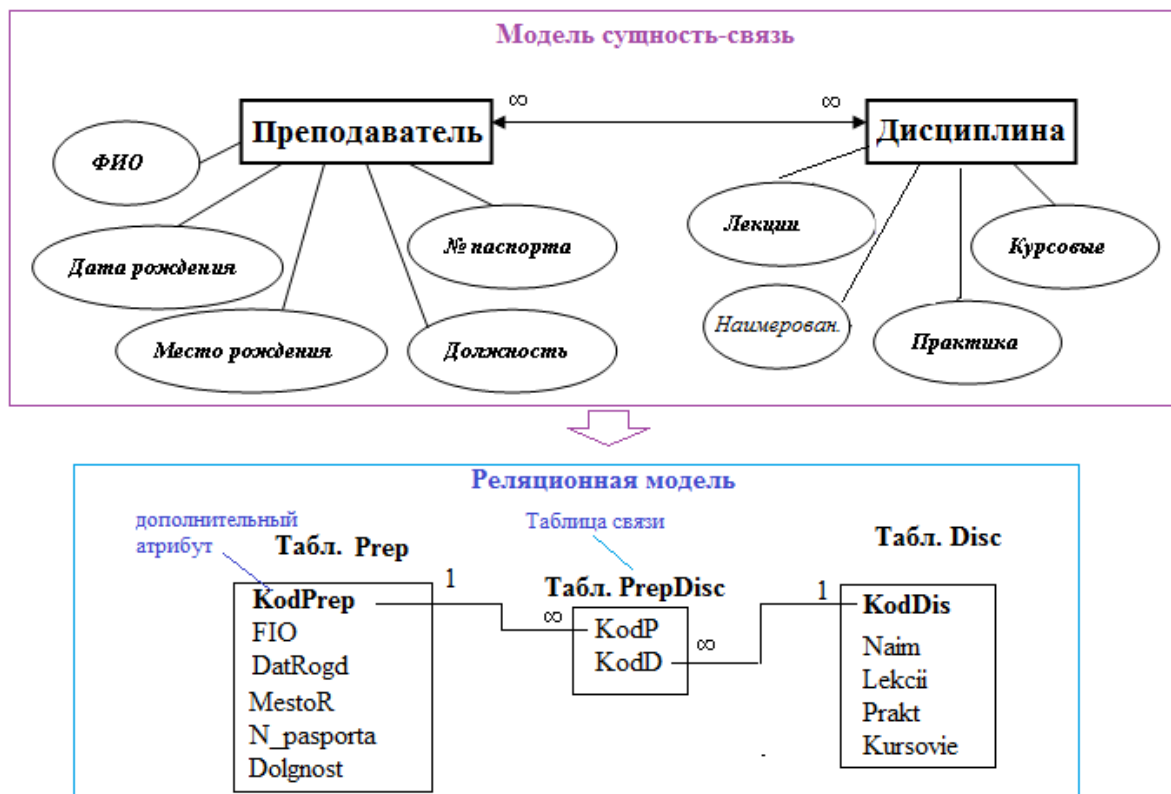 Модель сущность-связь
∞ ∞
Преподаватель
Дисциплина
ФИО
Лекции
№ паспорта
Курсовые
Дата рождения
Наимерован.
Место рождения
Должность
Практика
Реляционная модель
дополнительный
атрибут
Таблица связи
Табл. Prep
Табл. Disc
Табл. PrepDisc
1
∞
∞
1
KodPrep
FIO
DatRogd
MestoR
N_pasporta
Dolgnost
KodP
KodD
KodDis
Naim
Lekcii
Prakt
Kursovie